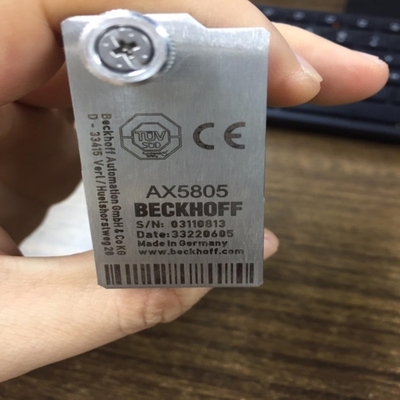 Beckhoff Automation GmbH & Co KG
D - 33415 Verl / Huelshorstweg 20
TÜV
SÜD
CE
AX5805
BECKHOFF
S/N: 03110813
Date: 33220605
Made in Germany
www.beckhoff.com